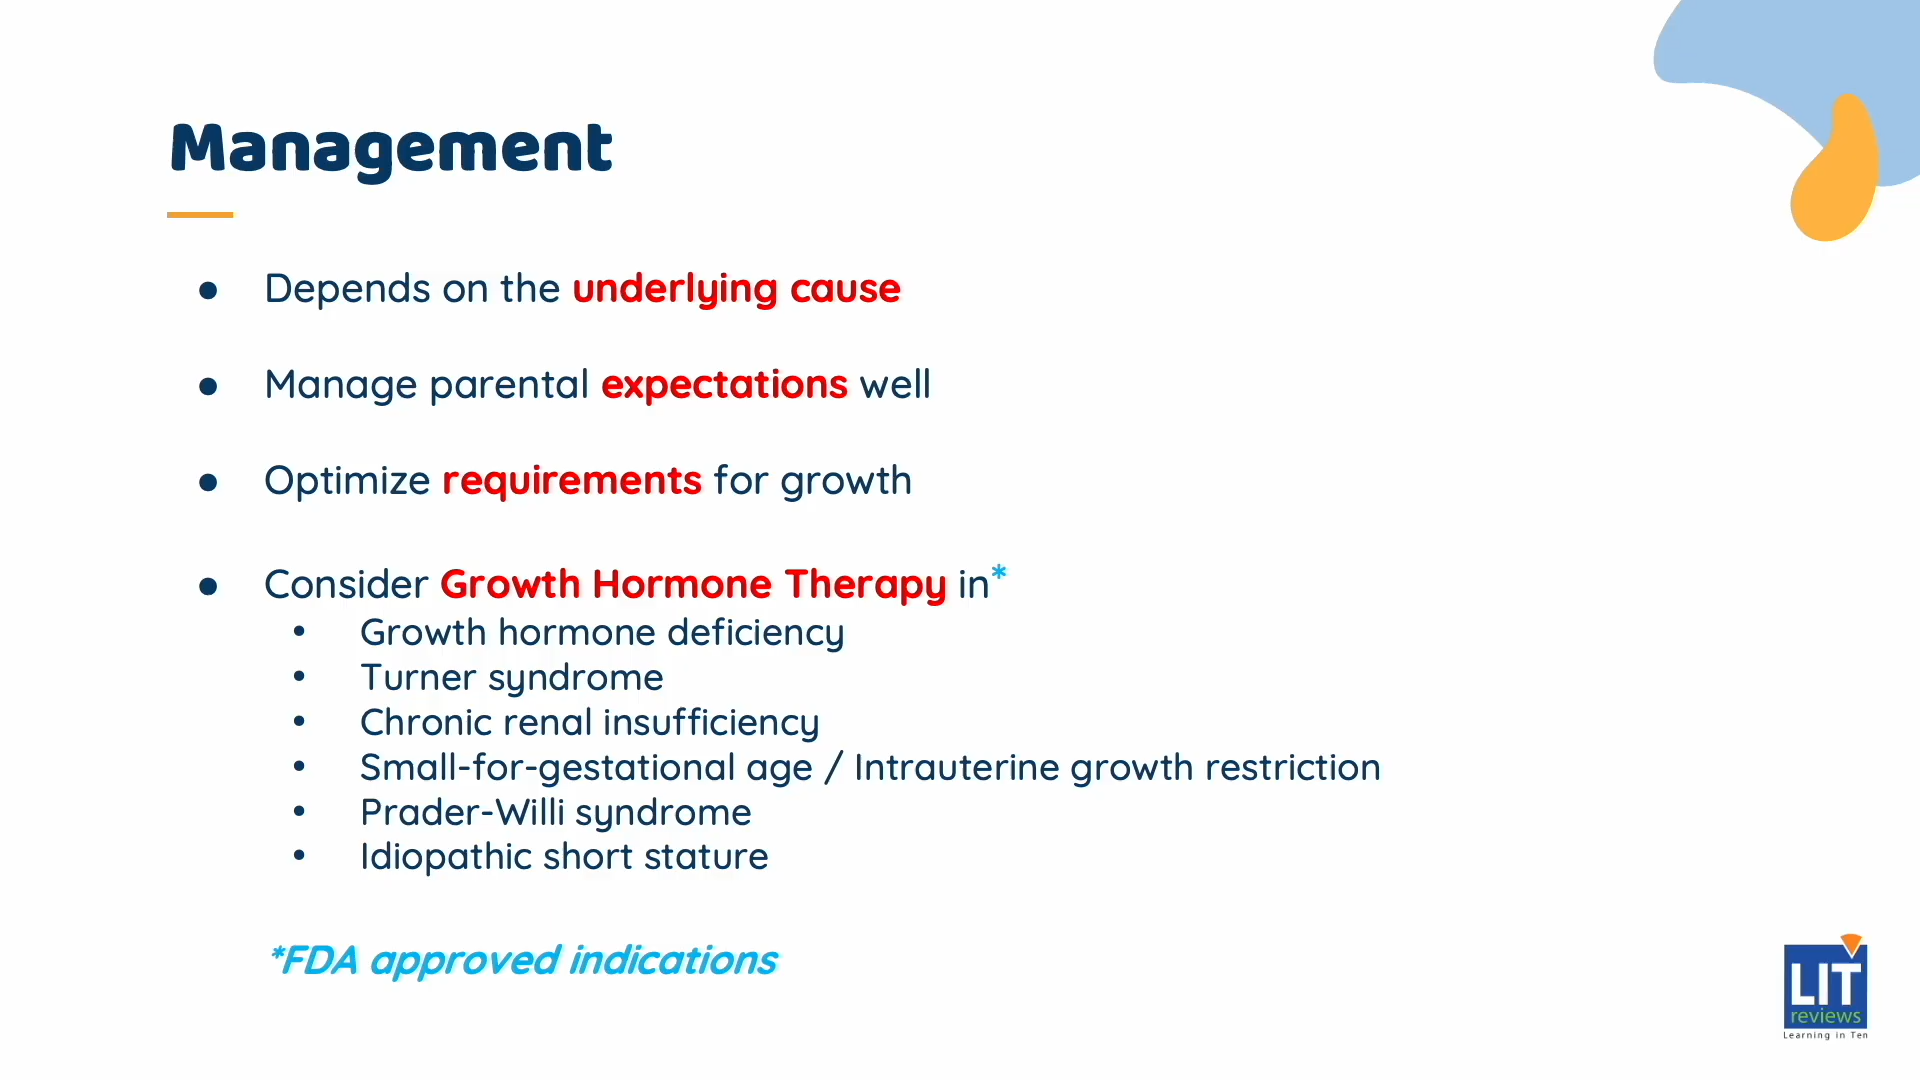 Management
● Depends on the underlying cause
● Manage parental expectations well
● Optimize requirements for growth
● Consider Growth Hormone Therapy in*
• Growth hormone deficiency
• Turner syndrome
• Chronic renal insufficiency
• Small-for-gestational age / Intrauterine growth restriction
• Prader-Willi syndrome
• Idiopathic short stature
*FDA approved indications
LIT
reviews
Learning in Ten